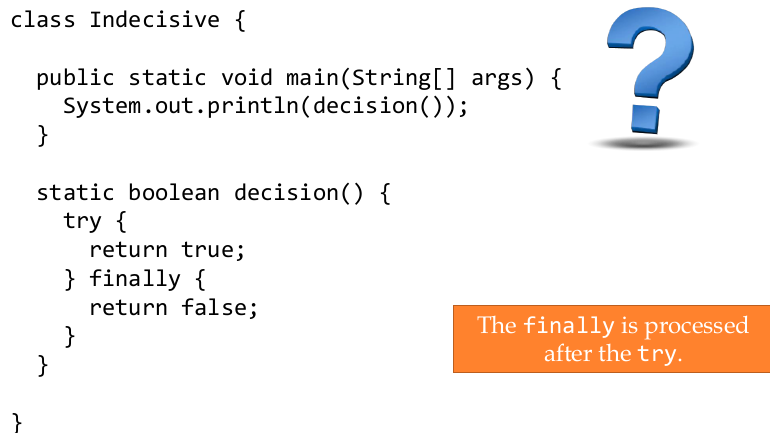 class Indecisive {
public static void main(String[] args) {
System.out.println(decision());
}
static boolean decision() {
try {
return true;
} finally {
return false;
}
}
}
The finally is processed
after the try.